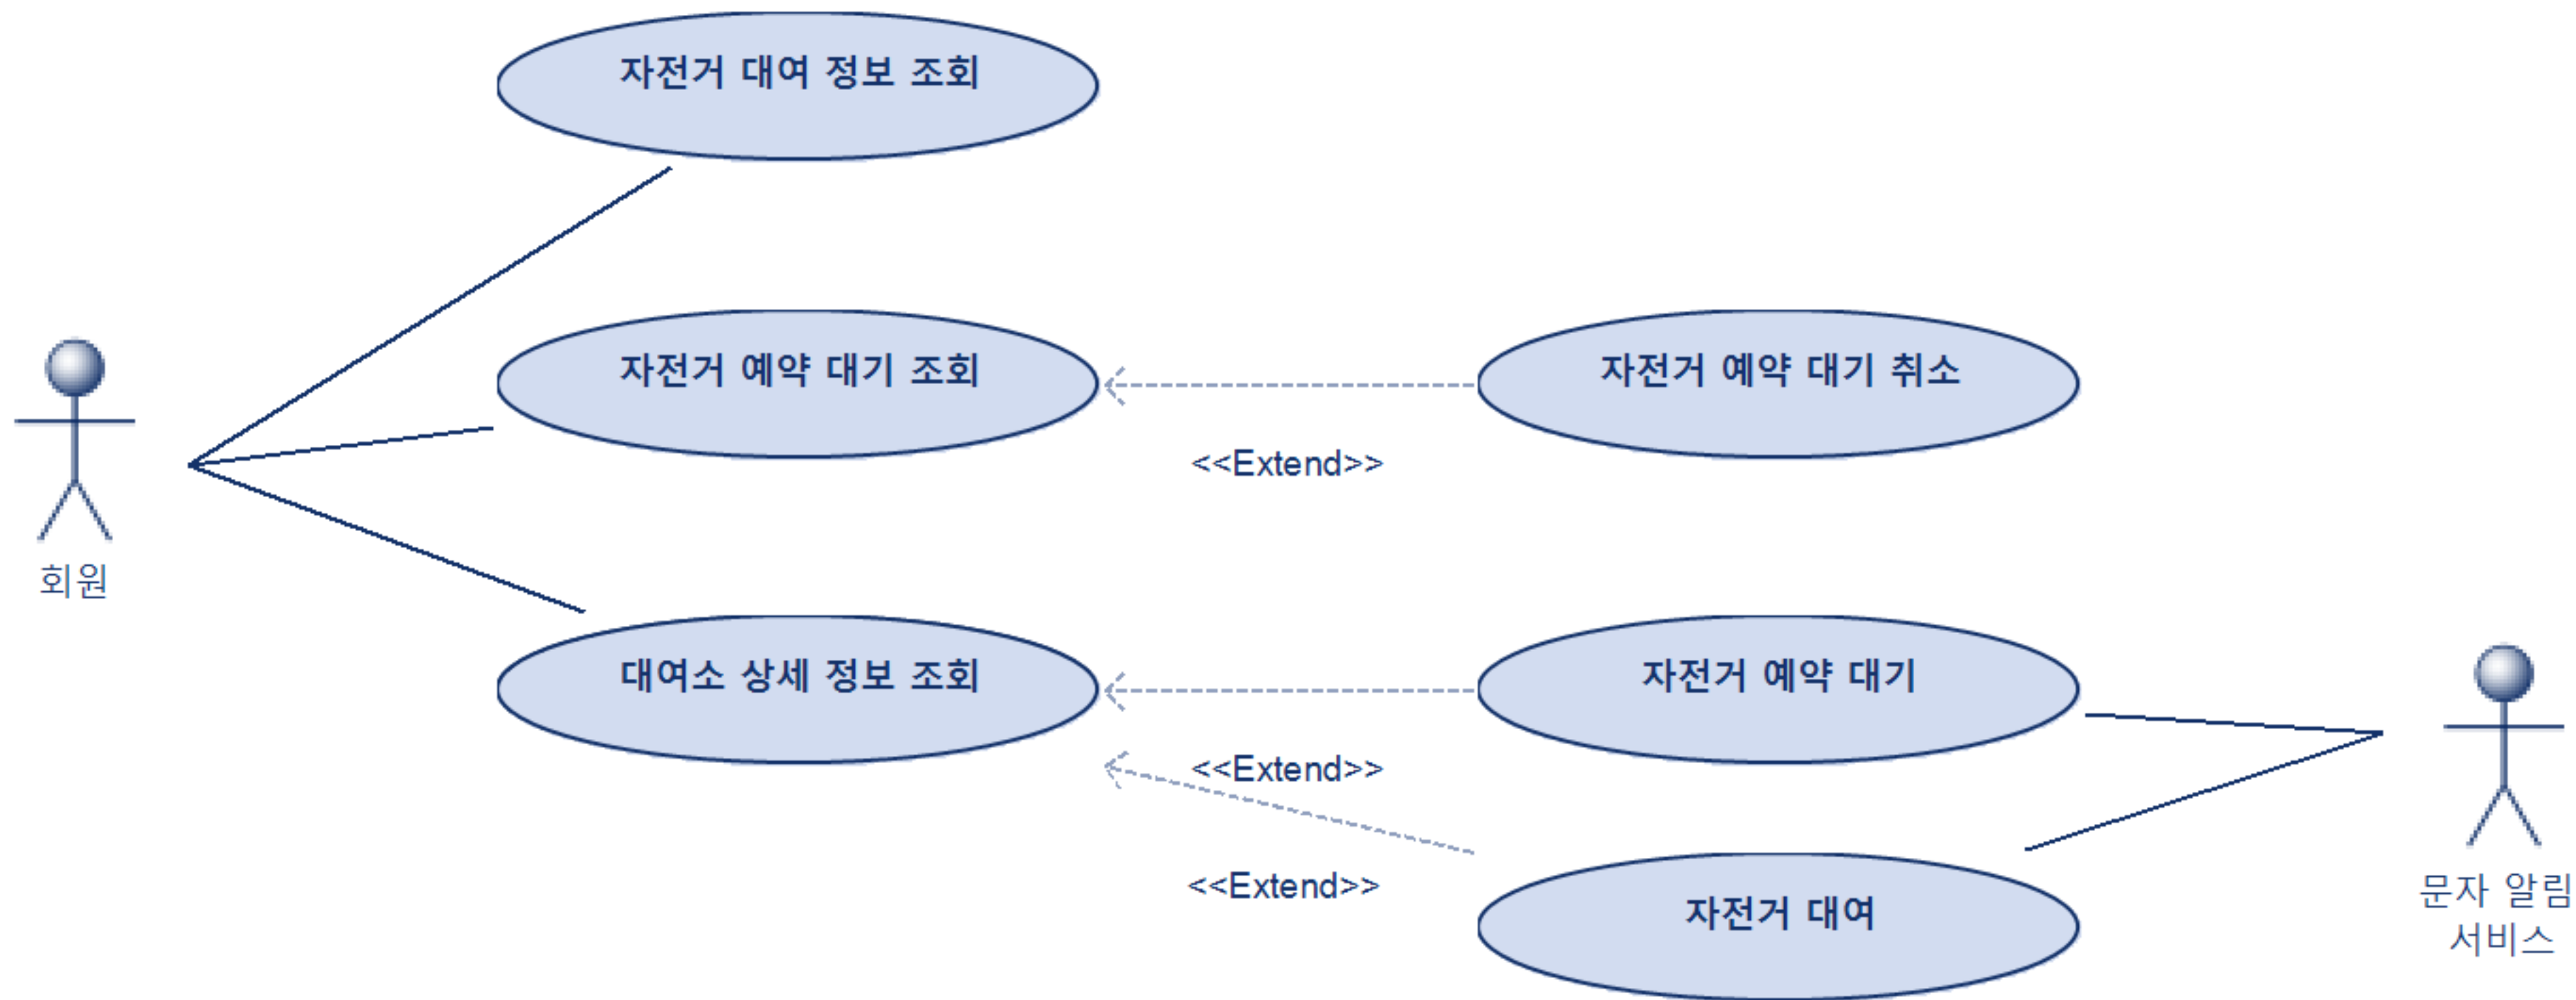 자전거 대여 정보 조회
자전거 예약 대기 조회
자전거 예약 대기 취소
<<Extend>>
회원
대여소 상세 정보 조회
자전거 예약 대기
<<Extend>>
<<Extend>>
자전거 대여
문자 알림
서비스